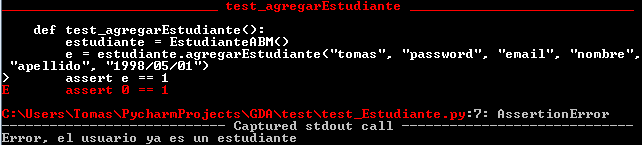 test_agregarEstudiante
def test_agregarEstudiante():
estudiante = EstudianteABM()
e = estudiante.agregarEstudiante("tomas", "password", "email", "nombre",
"apellido", "1998/05/01")
> assert e == 1
E assert 0 == 1
C:\Users\Tomas\PycharmProjects\GDA\test\test_Estudiante.py:7: AssertionError
---------------------------- Captured stdout call -----------------------------
Error, el usuario ya es un estudiante